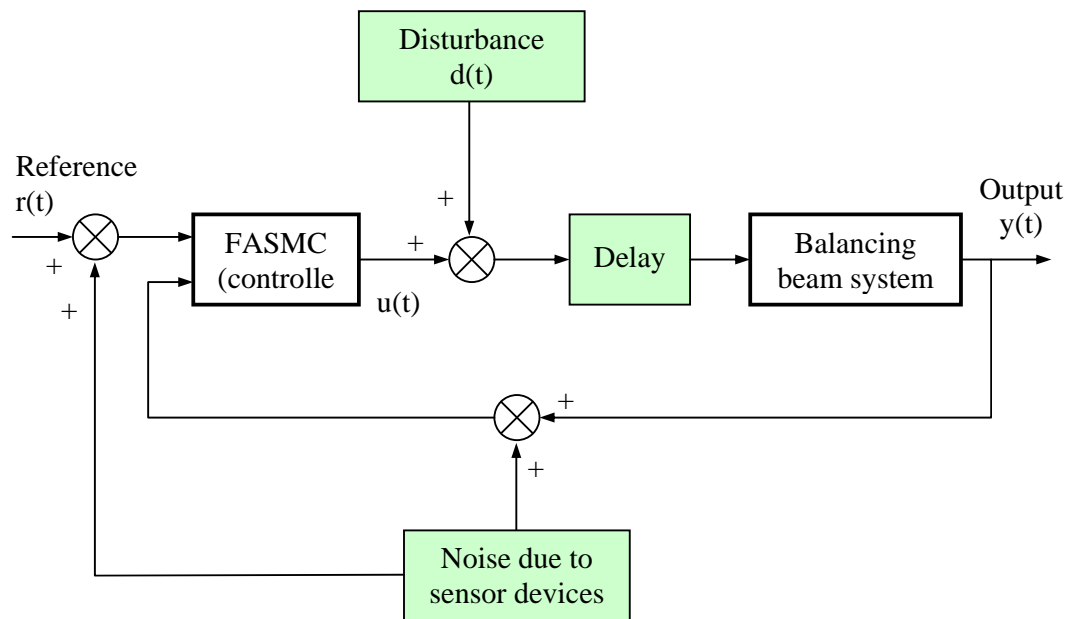 Disturbance
d(t)
Reference
r(t)
+
+
+
FASMC
(controlle
+
u(t)
Delay
Balancing
beam system
Output
y(t)
+
+
+
Noise due to
sensor devices